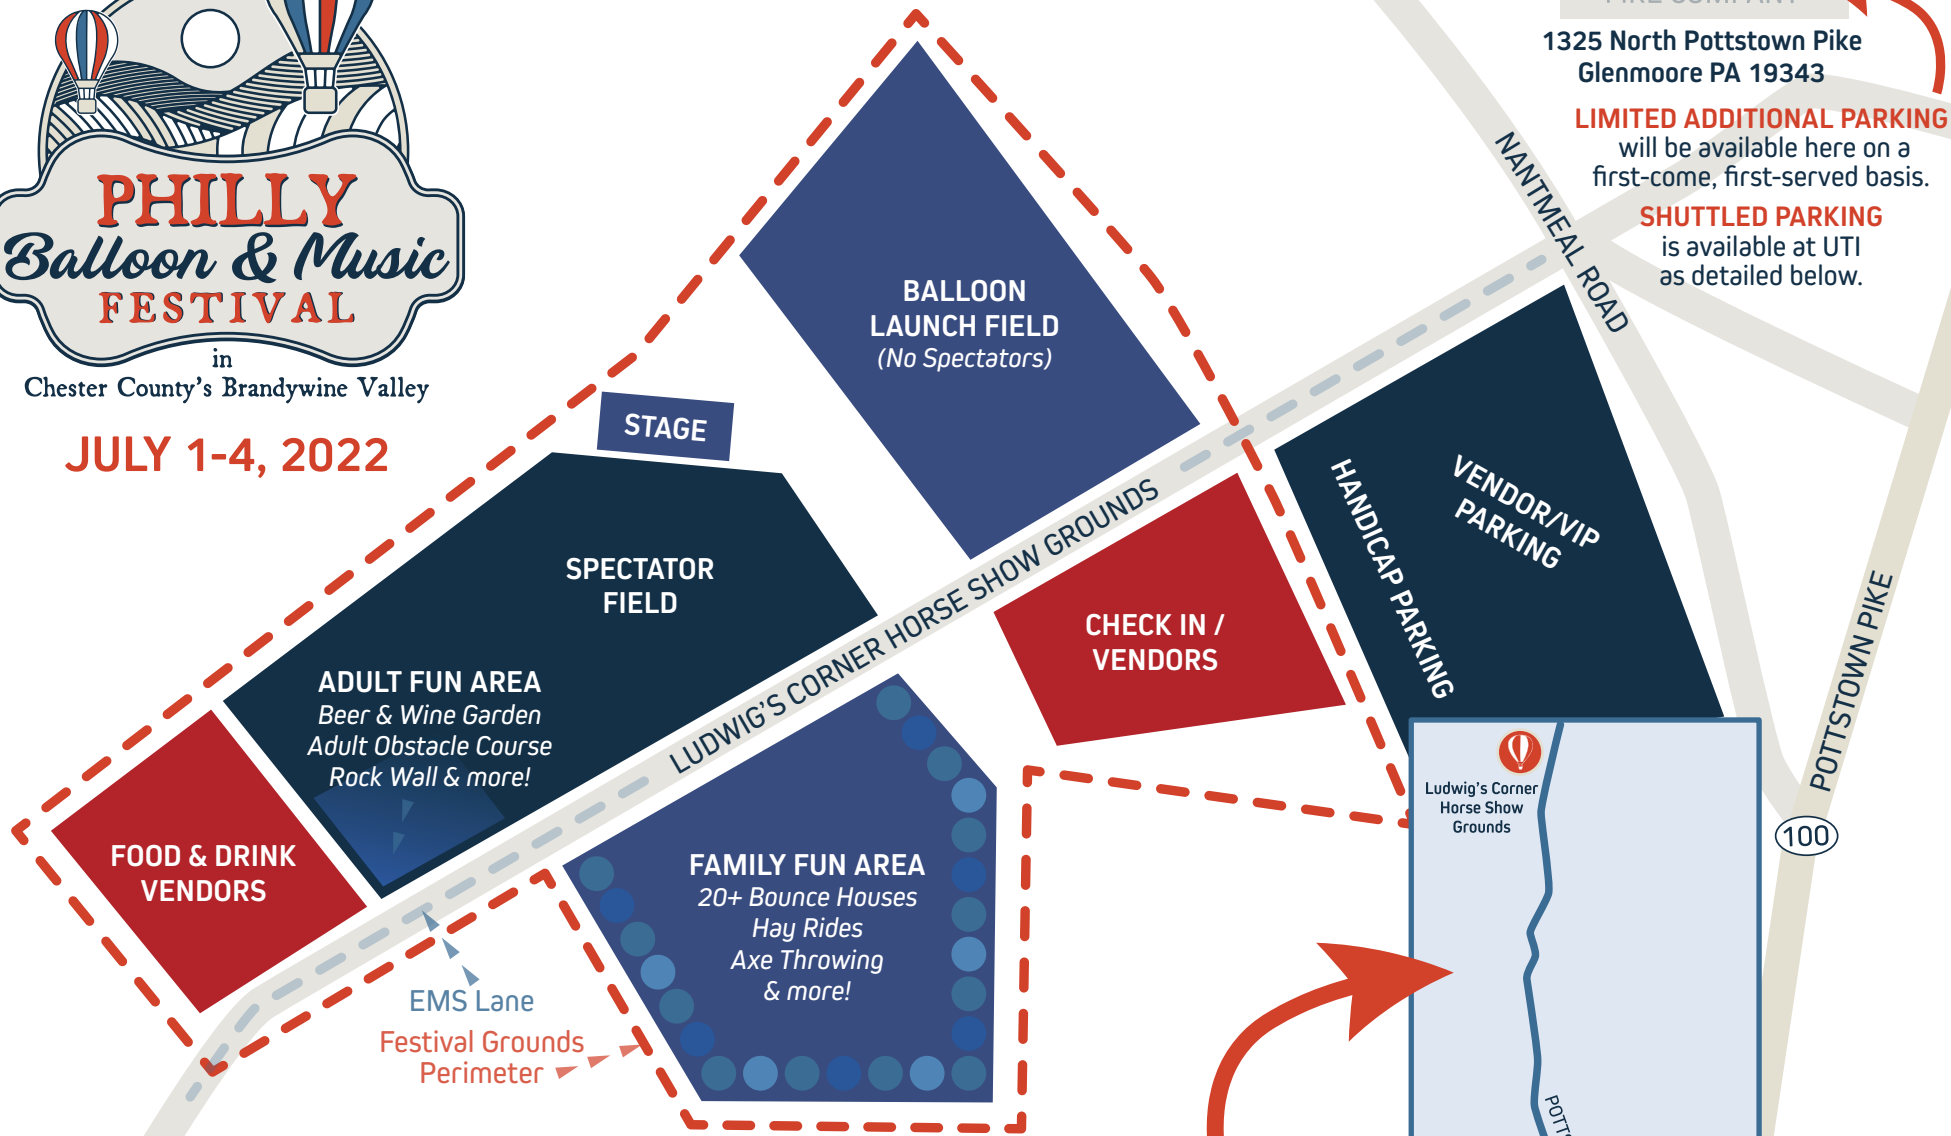 PHILLY
Balloon & Music
FESTIVAL
in
Chester County's Brandywine Valley
JULY 1-4, 2022
FIRE COMPANY
1325 North Pottstown Pike
Glenmoore PA 19343
LIMITED ADDITIONAL PARKING
will be available here on a
first-come, first-served basis.
SHUTTLED PARKING
is available at UTI
as detailed below.
NANTMEAL ROAD
BALLOON
LAUNCH FIELD
(No Spectators)
STAGE
SPECTATOR
FIELD
ADULT FUN AREA
Beer & Wine Garden
Adult Obstacle Course
Rock Wall & more!
LUDWIG'S CORNER HORSE SHOW GROUNDS
CHECK IN /
VENDORS
HANDICAP PARKING
VENDOR/VIP
PARKING
POTTSTOWN PIKE
100
FOOD & DRINK
VENDORS
FAMILY FUN AREA
20+ Bounce Houses
Hay Rides
Axe Throwing
& more!
EMS Lane
Festival Grounds
Perimeter
Ludwig's Corner
Horse Show
Grounds